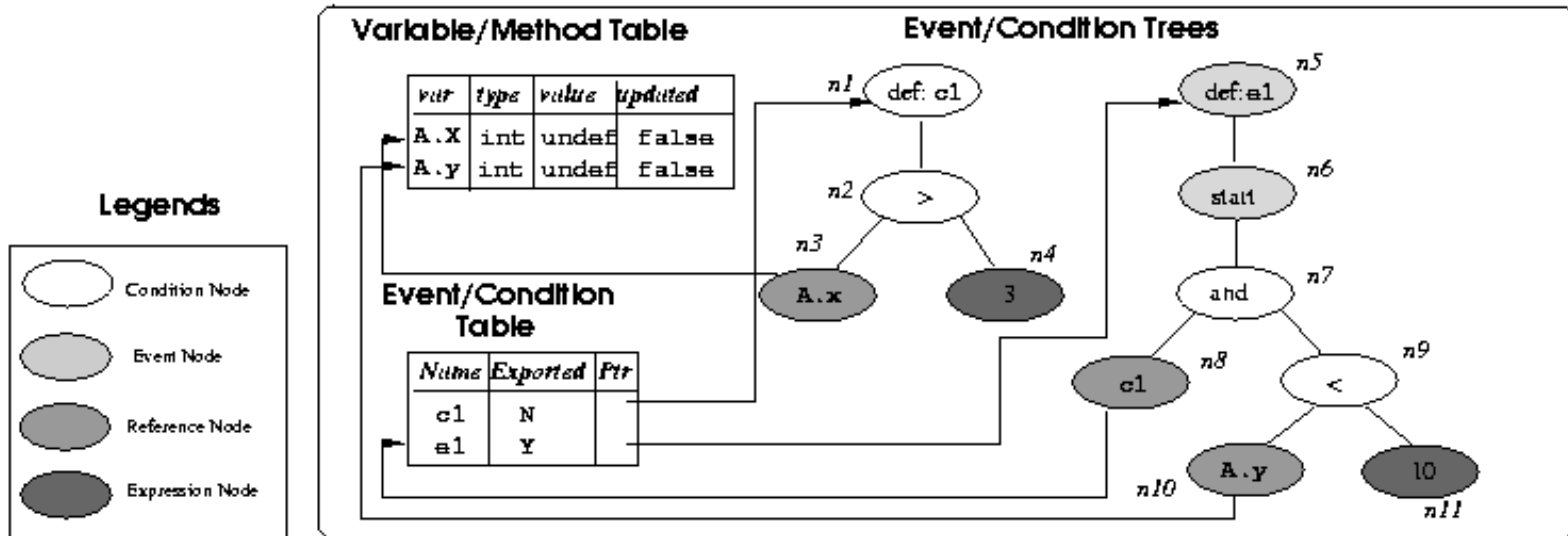 Variable/Method Table
Event/Condition Trees
var type value updated
A.X int undef false
A.y int undef false
n1
def: c1
n2
>
n3
A.x
n4
3
n5
def:e1
n6
start
n7
and
n8
c1
n9
<
n10
A.y
10
n11
Event/Condition
Table
Name Exported Ptr
c1 N
e1 Y
Legends
Condition Node
Event Node
Reference Node
Expression Node